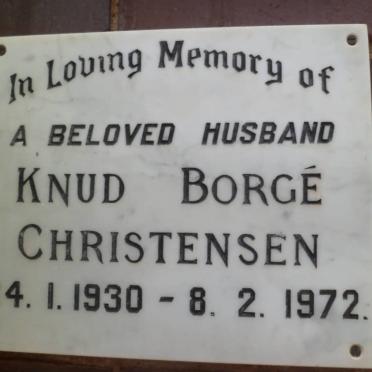 In Loving Memory of
A BELOVED HUSBAND
KNUD BORGÉ
CHRISTENSEN
4. 1. 1930 - 8. 2. 1972.